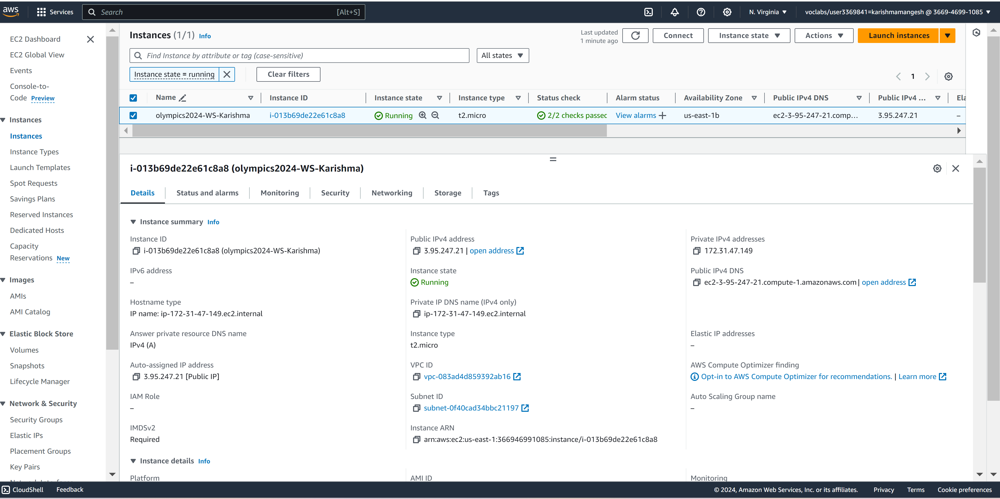 aws
Services
Search [Alt+S]
N. Virginia
voclabs/user3369841=karishmamangesh @ 3669-4699-1085
EC2 Dashboard
EC2 Global View
Events
Console-to-
Code Preview
Instances
Instances
Instance Types
Launch Templates
Spot Requests
Savings Plans
Reserved Instances
Dedicated Hosts
Capacity
Reservations New
Images
AMIs
AMI Catalog
Elastic Block Store
Volumes
Snapshots
Lifecycle Manager
Network & Security
Security Groups
Elastic IPs
Placement Groups
Key Pairs
Instances (1/1) Info
Last updated
1 minute ago
Connect
Instance state
Actions
Launch instances
Find Instance by attribute or tag (case-sensitive)
All states
Instance state = running
Clear filters
1
Name Instance ID Instance state Instance type Status check Alarm status Availability Zone Public IPv4 DNS Public IPv4 ... Ela
olympics2024-WS-Karishma i-013b69de22e61c8a8 Running t2.micro 2/2 checks passed View alarms us-east-1b ec2-3-95-247-21.comp... 3.95.247.21 –
i-013b69de22e61c8a8 (olympics2024-WS-Karishma)
Details Status and alarms Monitoring Security Networking Storage Tags
Instance summary Info
Instance ID
i-013b69de22e61c8a8 (olympics2024-WS-Karishma)
Public IPv4 address
3.95.247.21 | open address
Private IPv4 addresses
172.31.47.149
IPv6 address
–
Instance state
Running
Public IPv4 DNS
ec2-3-95-247-21.compute-1.amazonaws.com | open address
Hostname type
IP name: ip-172-31-47-149.ec2.internal
Private IP DNS name (IPv4 only)
ip-172-31-47-149.ec2.internal
Answer private resource DNS name
IPv4 (A)
Instance type
t2.micro
Elastic IP addresses
–
Auto-assigned IP address
3.95.247.21 [Public IP]
VPC ID
vpc-083ad4d859392ab16
AWS Compute Optimizer finding
Opt-in to AWS Compute Optimizer for recommendations. | Learn more
IAM Role
–
Subnet ID
subnet-0f40cad34bbc21197
Auto Scaling Group name
–
IMDSv2
Required
Instance ARN
arn:aws:ec2:us-east-1:366946991085:instance/i-013b69de22e61c8a8
Instance details Info
Platform
AMI ID
Monitoring
CloudShell
Feedback
© 2024, Amazon Web Services, Inc. or its affiliates.
Privacy
Terms
Cookie preferences